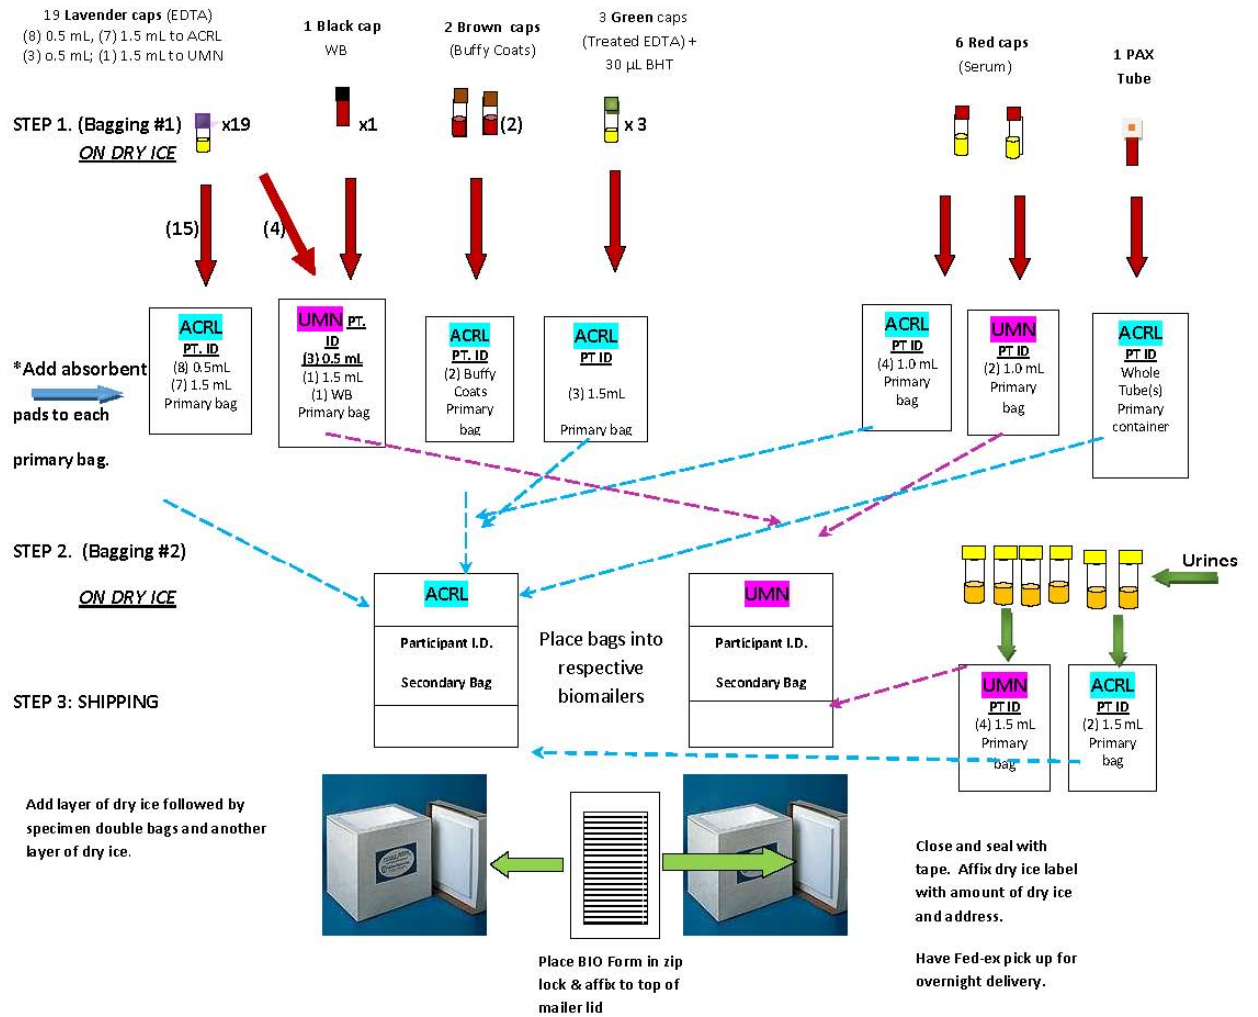 19 Lavender caps (EDTA)
(8) 0.5 mL, (7) 1.5 mL to ACRL
(3) o.5 mL; (1) 1.5 mL to UMN
1 Black cap
WB
2 Brown caps
(Buffy Coats)
3 Green caps
(Treated EDTA) +
30 µL BHT
6 Red caps
(Serum)
1 PAX
Tube
STEP 1. (Bagging #1)
ON DRY ICE
x19
x1
(2)
x 3
(15)
(4)
ACRL
PT. ID
(8) 0.5mL
(7) 1.5 mL
Primary bag
UMN PT.
ID
(3) 0.5 mL
(1) 1.5 mL
(1) WB
Primary bag
ACRL
PT. ID
(2) Buffy
Coats
Primary
bag
ACRL
PT ID
(3) 1.5mL
Primary bag
ACRL
PT ID
(4) 1.0 mL
Primary
bag
UMN
PT ID
(2) 1.0 mL
Primary
bag
ACRL
PT ID
Whole
Tube(s)
Primary
container
*Add absorbent
pads to each
primary bag.
STEP 2. (Bagging #2)
ON DRY ICE
ACRL
Participant I.D.
Secondary Bag
Place bags into
respective
biomailers
UMN
Participant I.D.
Secondary Bag
Urines
UMN
PT ID
(4) 1.5 mL
Primary
bag
ACRL
PT ID
(2) 1.5 mL
Primary
bag
STEP 3: SHIPPING
Add layer of dry ice followed by
specimen double bags and another
layer of dry ice.
Place BIO Form in zip
lock & affix to top of
mailer lid
Close and seal with
tape. Affix dry ice label
with amount of dry ice
and address.
Have Fed-ex pick up for
overnight delivery.